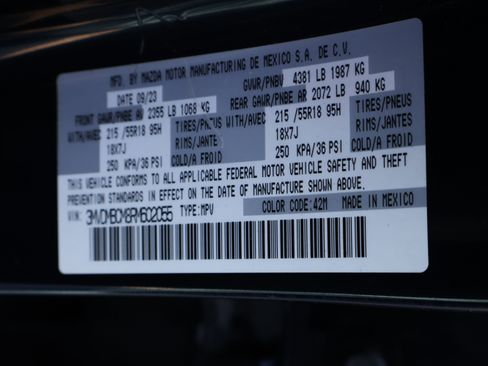 MFD. BY MAZDA MOTOR MANUFACTURING DE MEXICO S.A. DE C.V.
DATE 09/23 GVWR/PNBV 4381 LB 1987 KG
FRONT GAWR/PNBE AV 2355 LB 1068 KG REAR GAWR/PNBE AR 2072 LB 940 KG
WITH/AVEC 215 /55R18 95H TIRES/PNEUS WITH/AVEC 215 /55R18 95H TIRES/PNEUS
18X7J RIMS/JANTES 18X7J RIMS/JANTES
250 KPA/36 PSI COLD/A FROID 250 KPA/36 PSI COLD/A FROID
THIS VEHICLE CONFORMS TO ALL APPLICABLE FEDERAL MOTOR VEHICLE SAFETY AND THEFT
PREVENTION STANDARDS IN EFFECT ON THE DATE OF MANUFACTURE SHOWN ABOVE.
VIN: 3MVDMBCM8RM602055 TYPE: MPV COLOR CODE: 42M MADE IN MEXICO